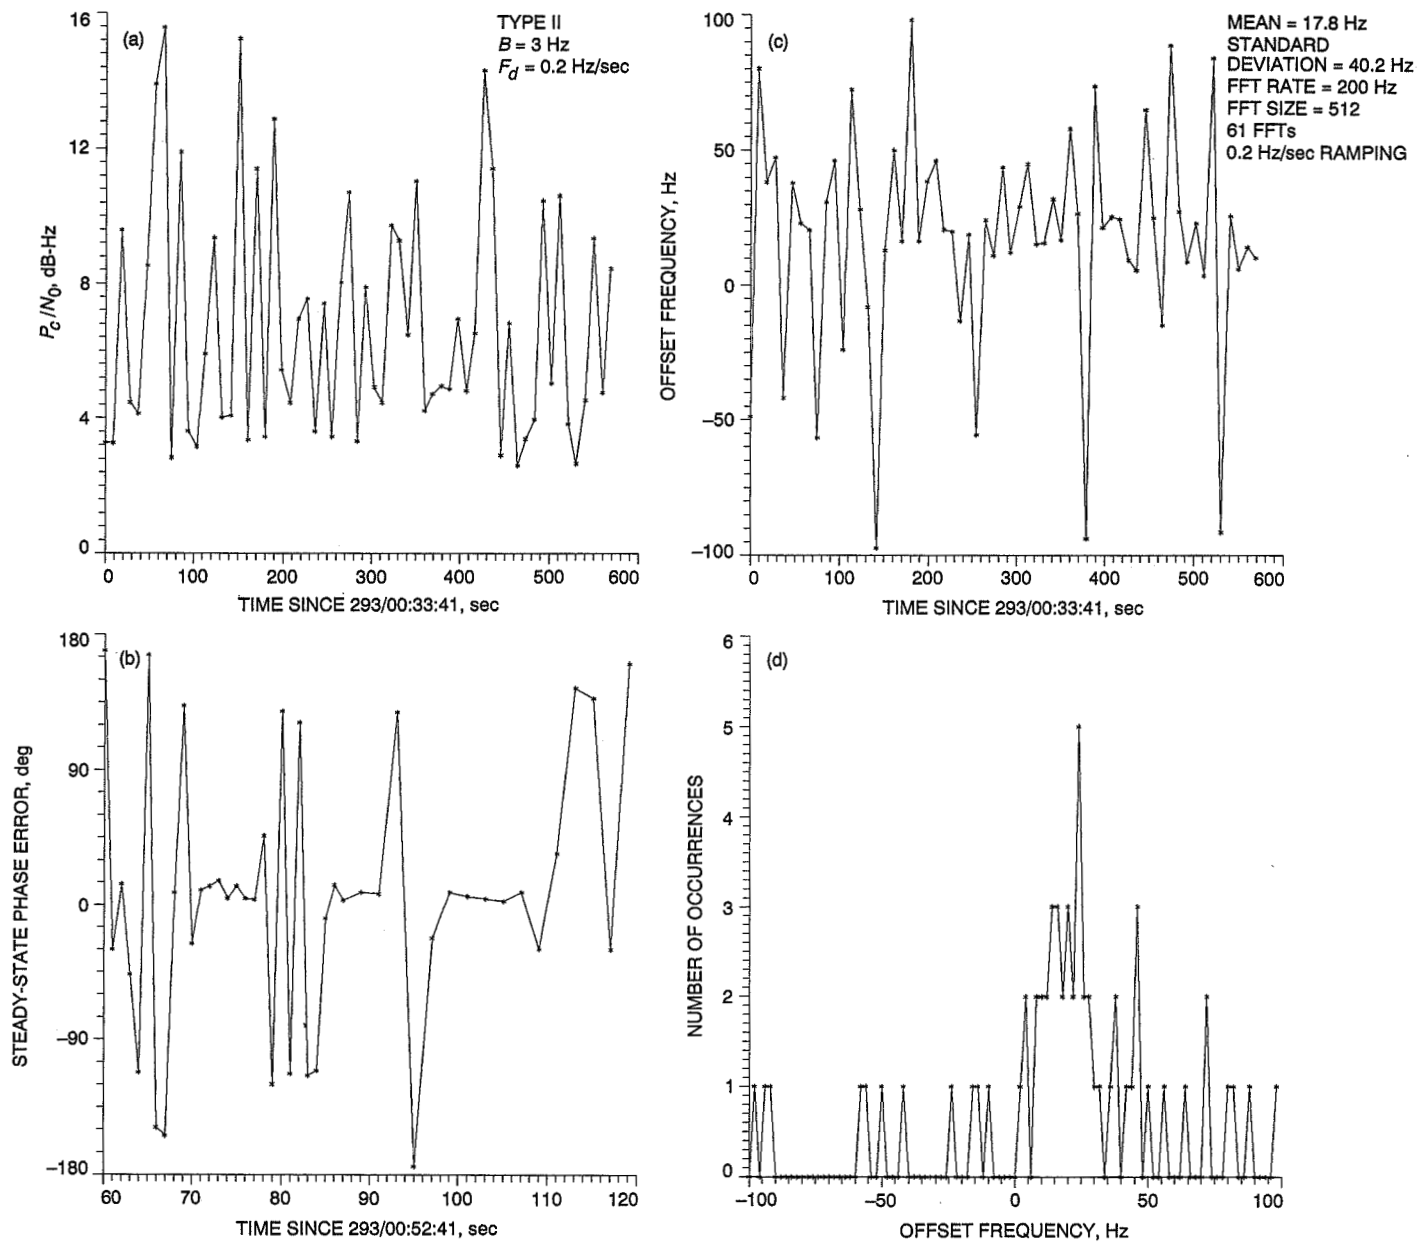 (a)
TYPE II
B = 3 Hz
Fd = 0.2 Hz/sec
16
12
8
4
0
Pc/N0, dB-Hz
0 100 200 300 400 500 600
TIME SINCE 293/00:33:41, sec
(c)
MEAN = 17.8 Hz
STANDARD
DEVIATION = 40.2 Hz
FFT RATE = 200 Hz
FFT SIZE = 512
61 FFTs
0.2 Hz/sec RAMPING
100
50
0
–50
–100
OFFSET FREQUENCY, Hz
0 100 200 300 400 500 600
TIME SINCE 293/00:33:41, sec
(b)
180
90
0
–90
–180
STEADY-STATE PHASE ERROR, deg
60 70 80 90 100 110 120
TIME SINCE 293/00:52:41, sec
(d)
6
5
4
3
2
1
0
NUMBER OF OCCURRENCES
–100 –50 0 50 100
OFFSET FREQUENCY, Hz